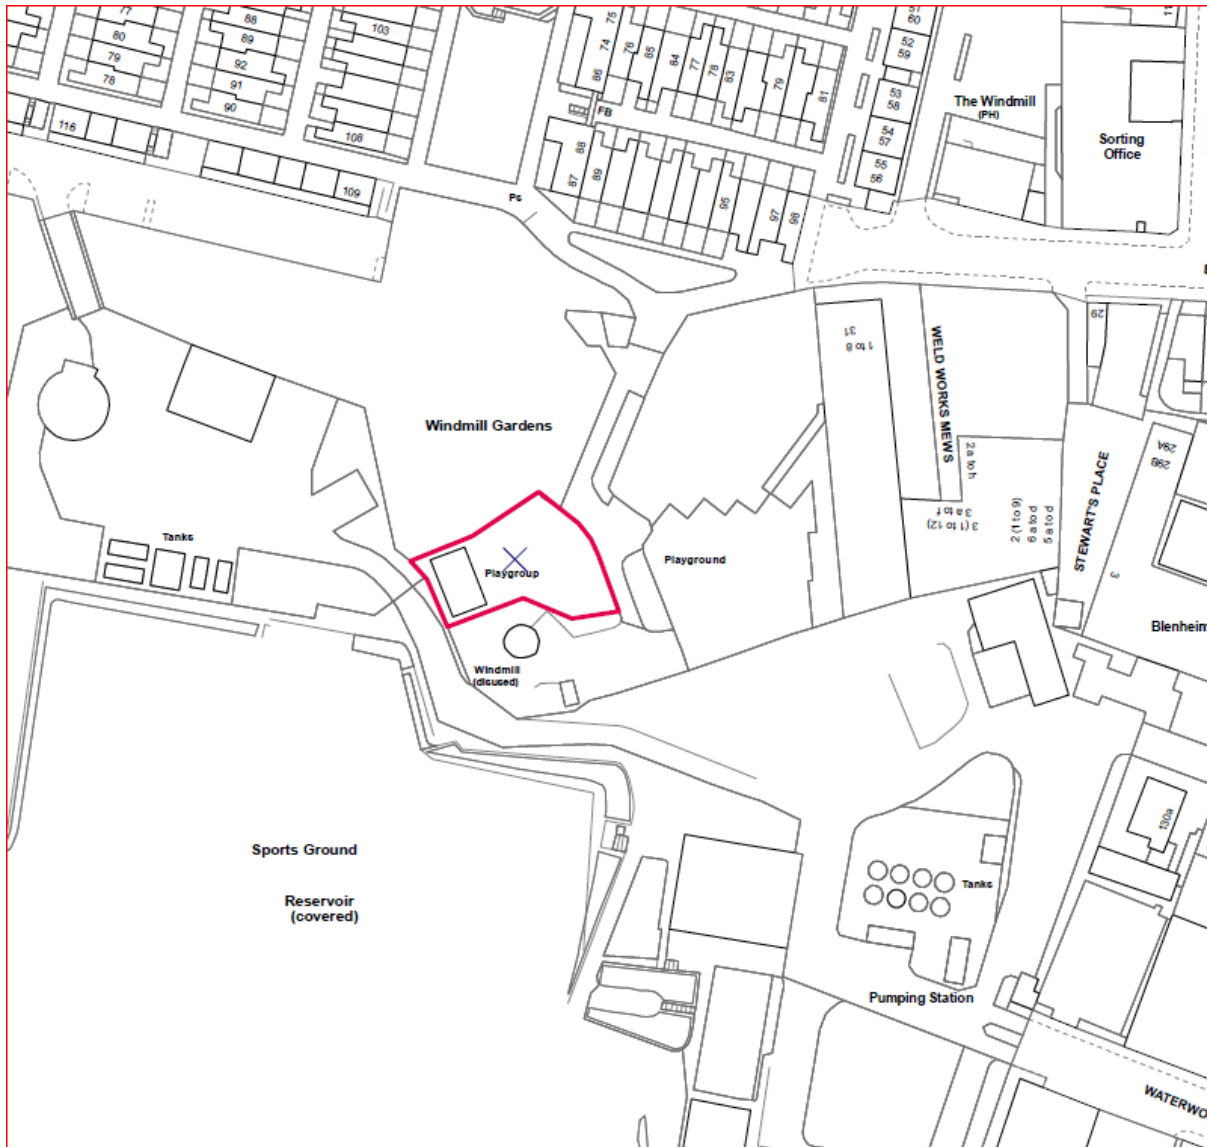 77
80
79
78
88
89
92
91
90
103
108
116
109
75
74
86
76
85
84
77
78
83
79
81
FB
88
87
89
95
97
98
Ps
60
52
59
53
58
54
57
55
56
The Windmill
(PH)
Sorting
Office
29
31
1 to 8
WELD WORKS MEWS
2 a to h
3 (1 to 12)
3 a to f
2 (1 to 9)
6 a to d
5 a to d
STEWART'S PLACE
29A
29B
3
Blenheim
Windmill Gardens
Tanks
Playgroup
Playground
Windmill
(disused)
Sports Ground
Reservoir
(covered)
130a
Tanks
Pumping Station
WATERWO